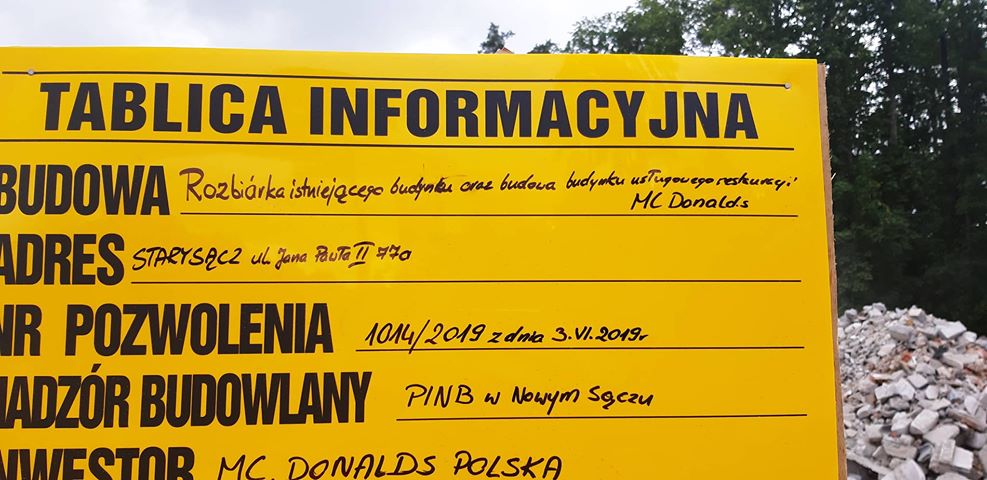 TABLICA INFORMACYJNA
BUDOWA Rozbiórka istniejącego budynku oraz budowa budynku usługowego restauracji
MC Donalds
ADRES STARY SĄCZ ul. Jana Pawła II 77a
NR POZWOLENIA 1014/2019 z dnia 3.VI.2019r
NADZÓR BUDOWLANY PINB w Nowym Sączu
INWESTOR MC. DONALDS POLSKA